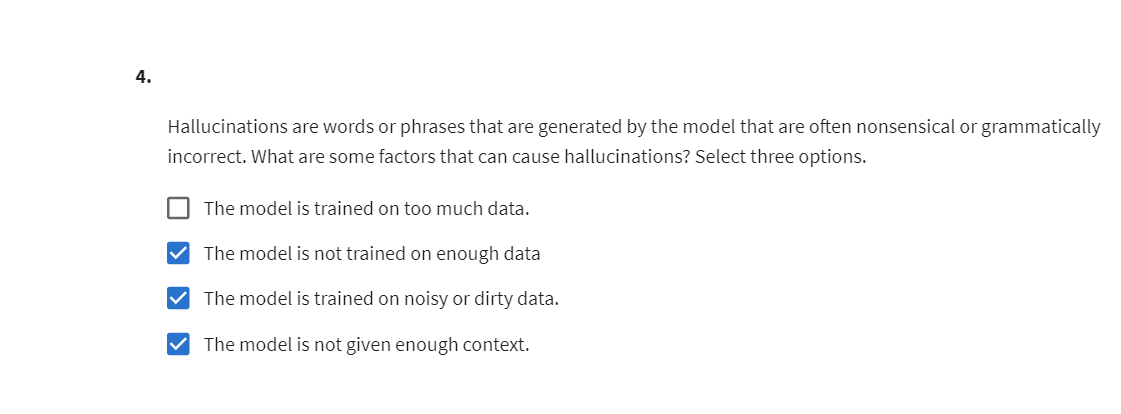 4.
Hallucinations are words or phrases that are generated by the model that are often nonsensical or grammatically
incorrect. What are some factors that can cause hallucinations? Select three options.
The model is trained on too much data.
The model is not trained on enough data
The model is trained on noisy or dirty data.
The model is not given enough context.